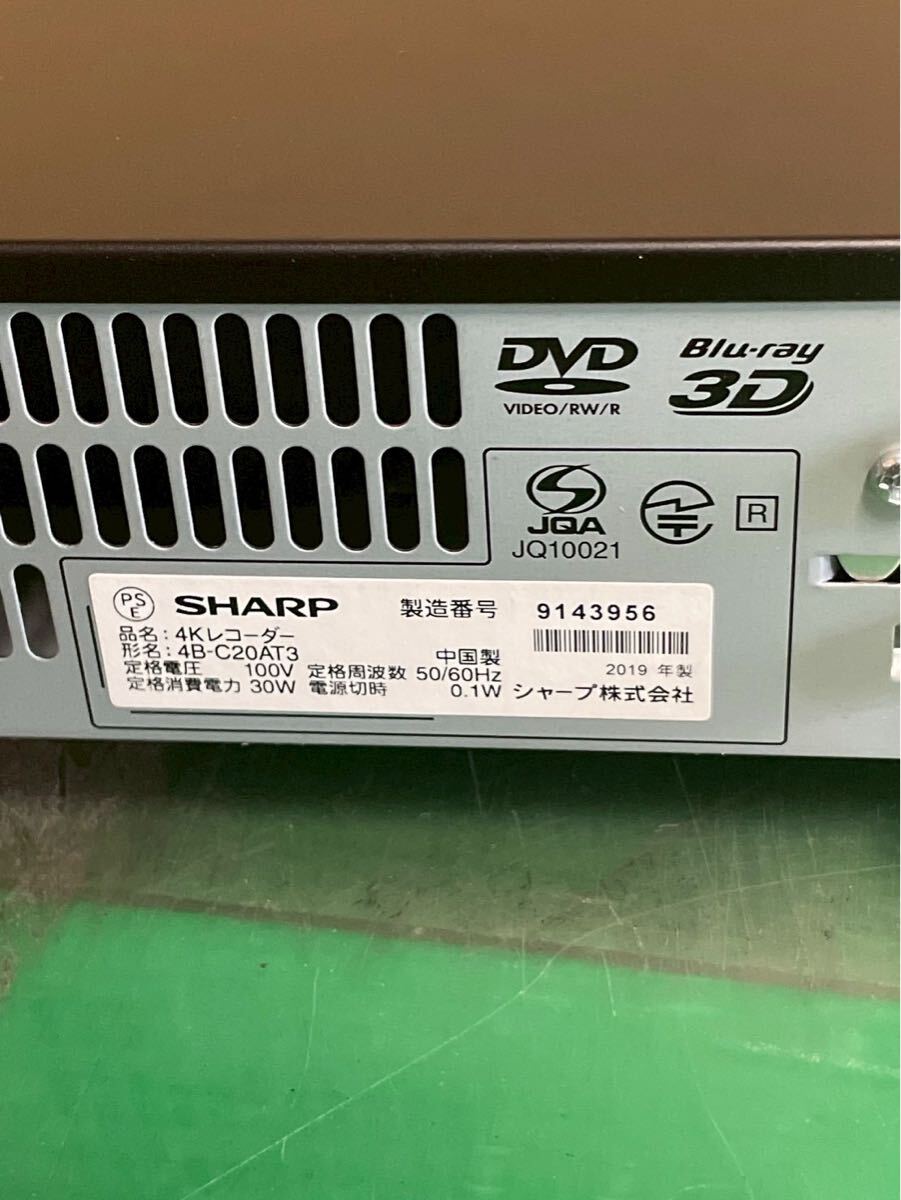 DVD
VIDEO/RW/R
Blu-ray
3D
JQA
JQ10021
R
PSE SHARP 製造番号 9143956
品名:4Kレコーダー
形名:4B-C20AT3 中国製 2019 年製
定格電圧 100V 定格周波数 50/60Hz
定格消費電力 30W 電源切時 0.1W シャープ株式会社